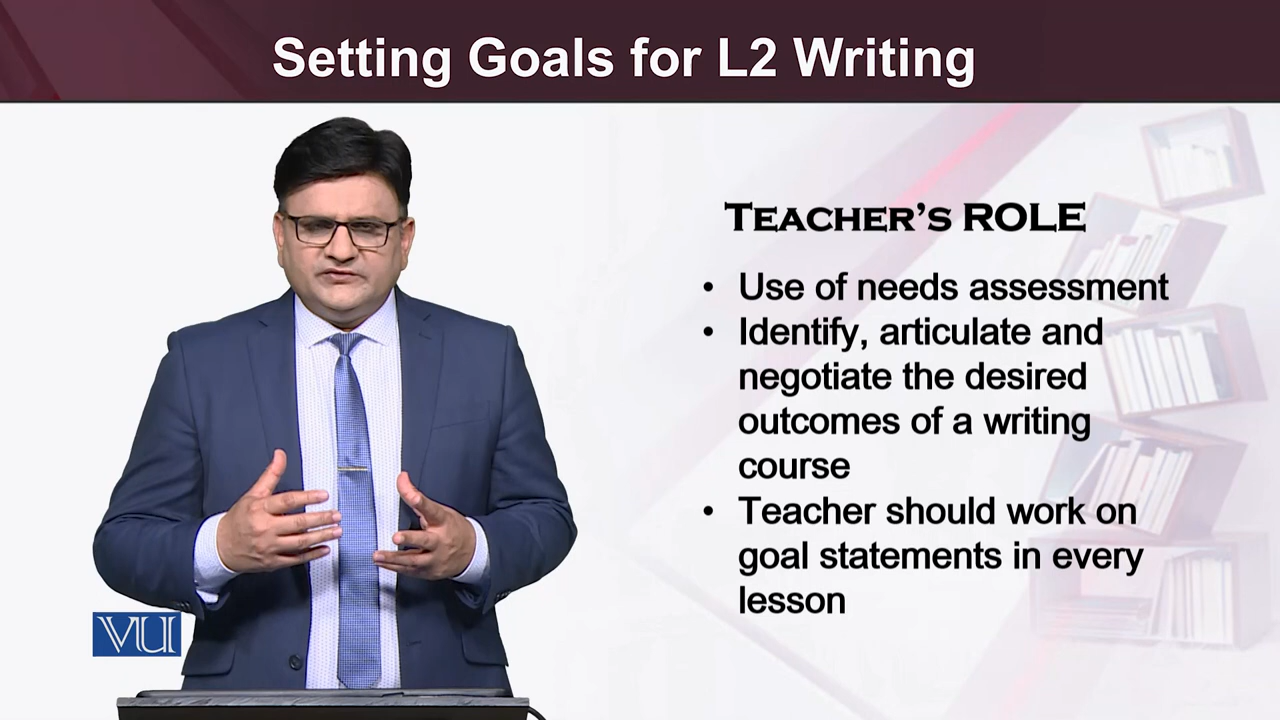 Setting Goals for L2 Writing
TEACHER'S ROLE
• Use of needs assessment
• Identify, articulate and
negotiate the desired
outcomes of a writing
course
• Teacher should work on
goal statements in every
lesson
VU